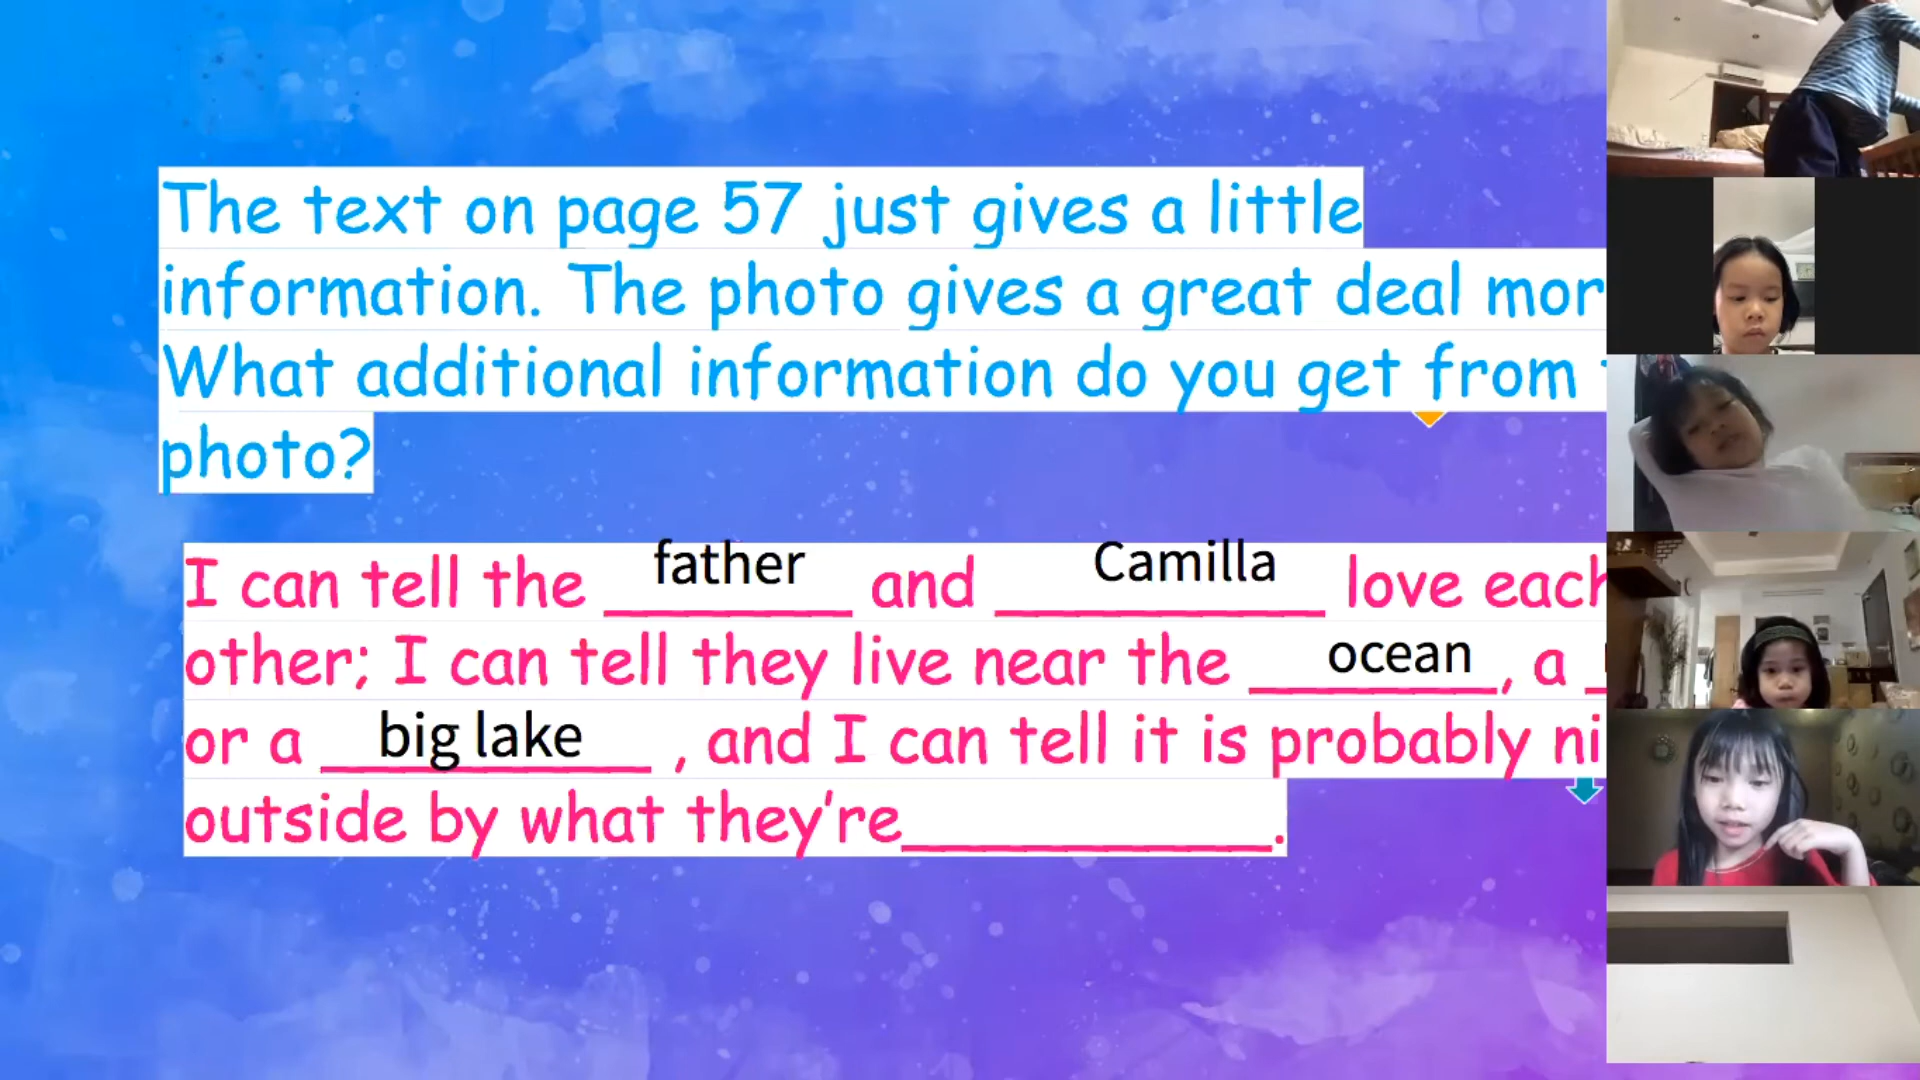 The text on page 57 just gives a little
information. The photo gives a great deal mor
What additional information do you get from
photo?
I can tell the father and Camilla love each
other; I can tell they live near the ocean, a
or a big lake , and I can tell it is probably ni
outside by what they're__________.